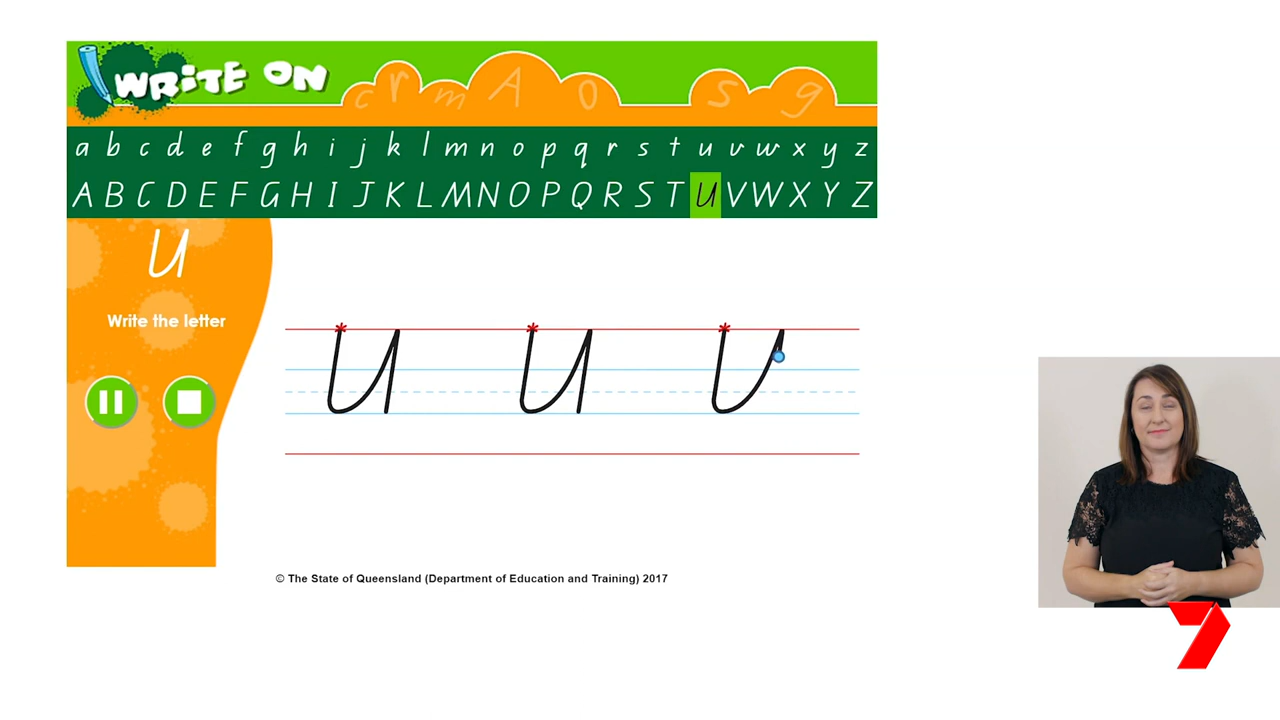 WRITE ON
c r m A o s g
a b c d e f g h i j k l m n o p q r s t u v w x y z
A B C D E F G H I J K L M N O P Q R S T U V W X Y Z
U
Write the letter
U U U
© The State of Queensland (Department of Education and Training) 2017
7